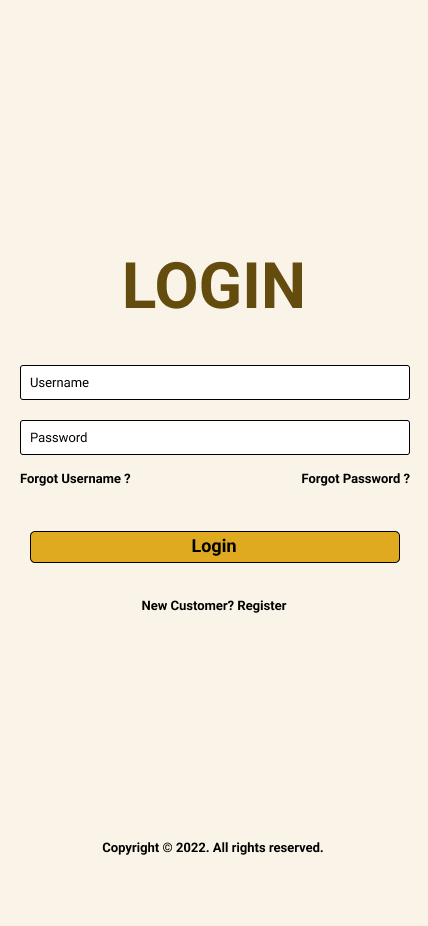 LOGIN
Username
Password
Forgot Username ?
Forgot Password ?
Login
New Customer? Register
Copyright © 2022. All rights reserved.